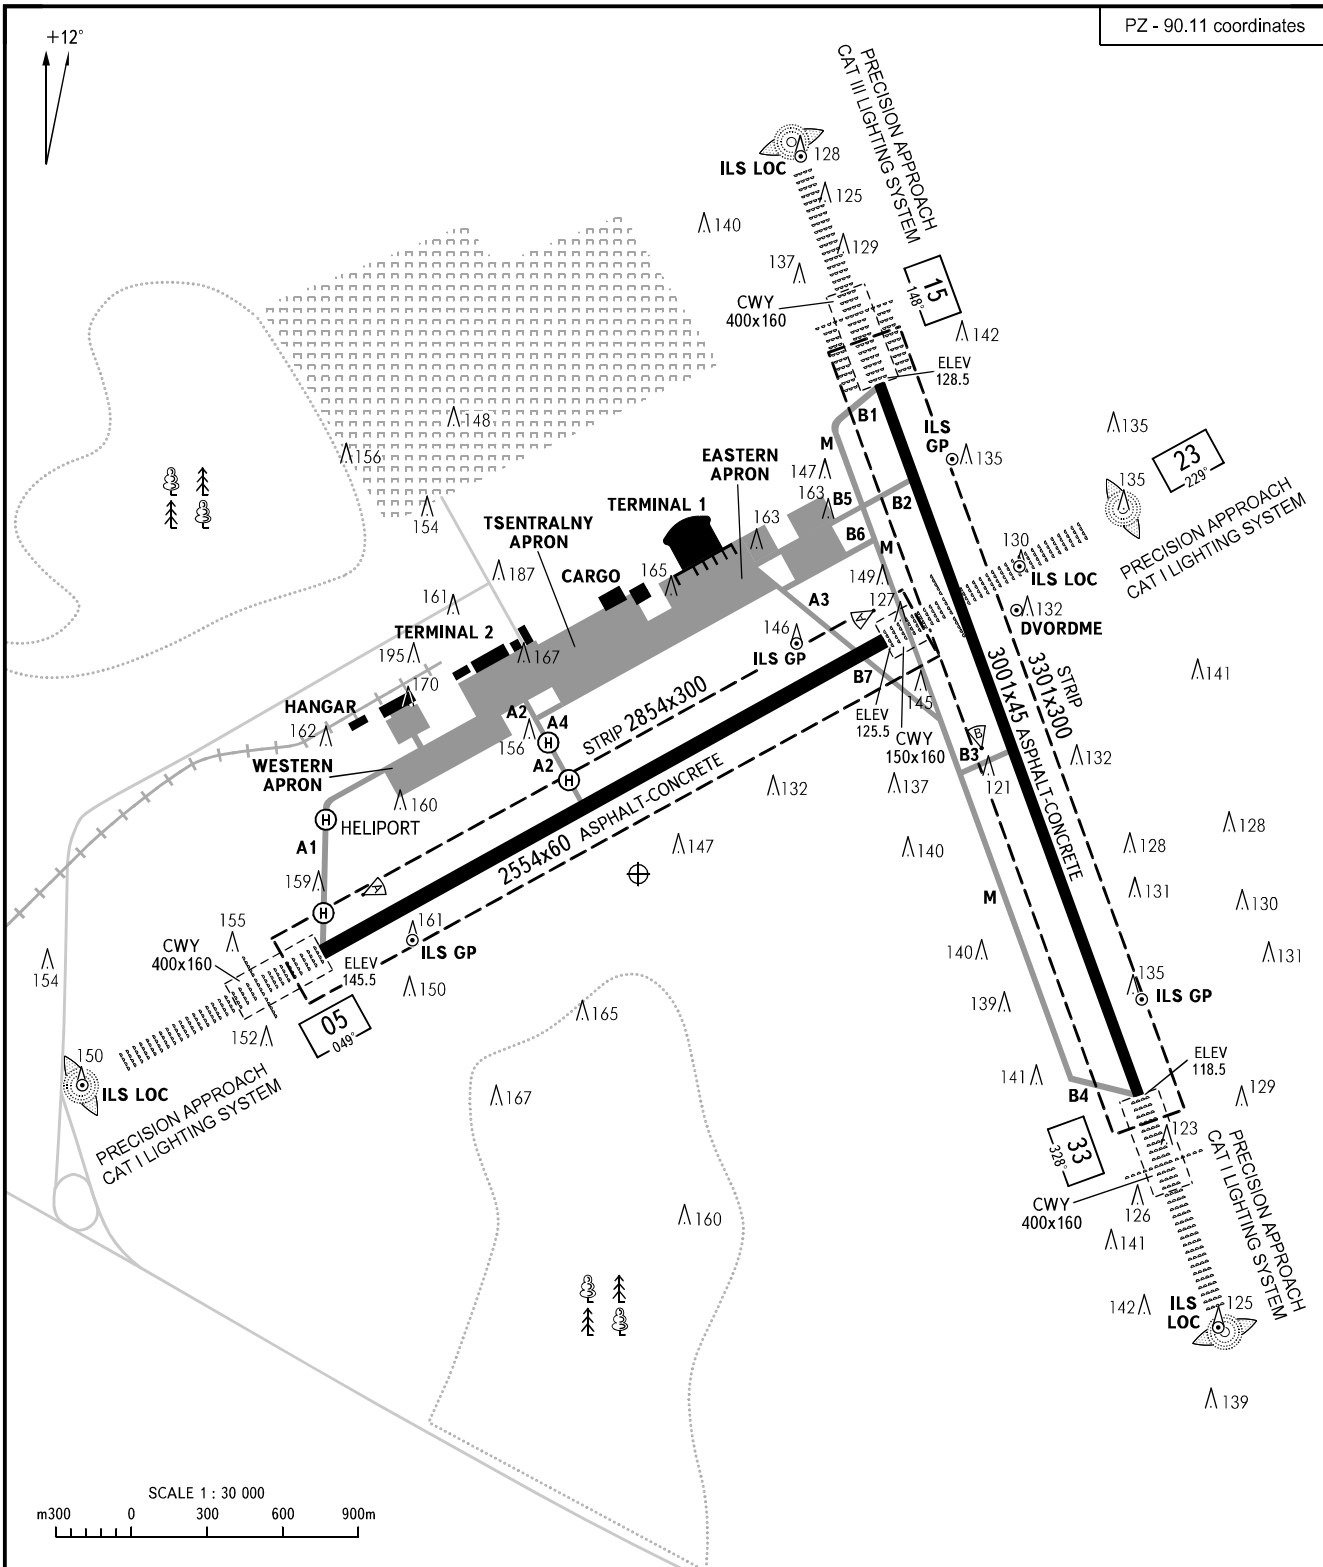 PZ - 90.11 coordinates
+12°
PRECISION APPROACH
CAT III LIGHTING SYSTEM
128
ILS LOC
125
140
129
137
15
148°
CWY
400x160
142
ELEV
128.5
B1
148
M
ILS
GP
135
135
23
229°
156
EASTERN
APRON
147
135
163
B5
B2
TERMINAL 1
154
TSENTRALNY
APRON
163
B6
M
PRECISION APPROACH
CAT I LIGHTING SYSTEM
130
187
CARGO
165
149
ILS LOC
161
A3
127
132
DVORDME
TERMINAL 2
146
195
167
ILS GP
B7
3001x45 ASPHALT-CONCRETE
STRIP
3301x300
141
170
145
HANGAR
A2
A4
STRIP 2854x300
ELEV
125.5
162
156
CWY
150x160
B
B3
132
WESTERN
APRON
A2
H
H
121
132
137
160
2554x60 ASPHALT-CONCRETE
H
HELIPORT
128
128
A1
147
140
159
131
130
H
M
155
161
CWY
400x160
ILS GP
140
131
154
ELEV
145.5
150
135
ILS GP
139
165
05
049°
152
ELEV
118.5
150
141
ILS LOC
167
B4
129
PRECISION APPROACH
CAT I LIGHTING SYSTEM
123
33
328°
PRECISION APPROACH
CAT I LIGHTING SYSTEM
CWY
400x160
126
160
141
142
ILS
LOC
125
139
SCALE 1 : 30 000
m300 0 300 600 900m